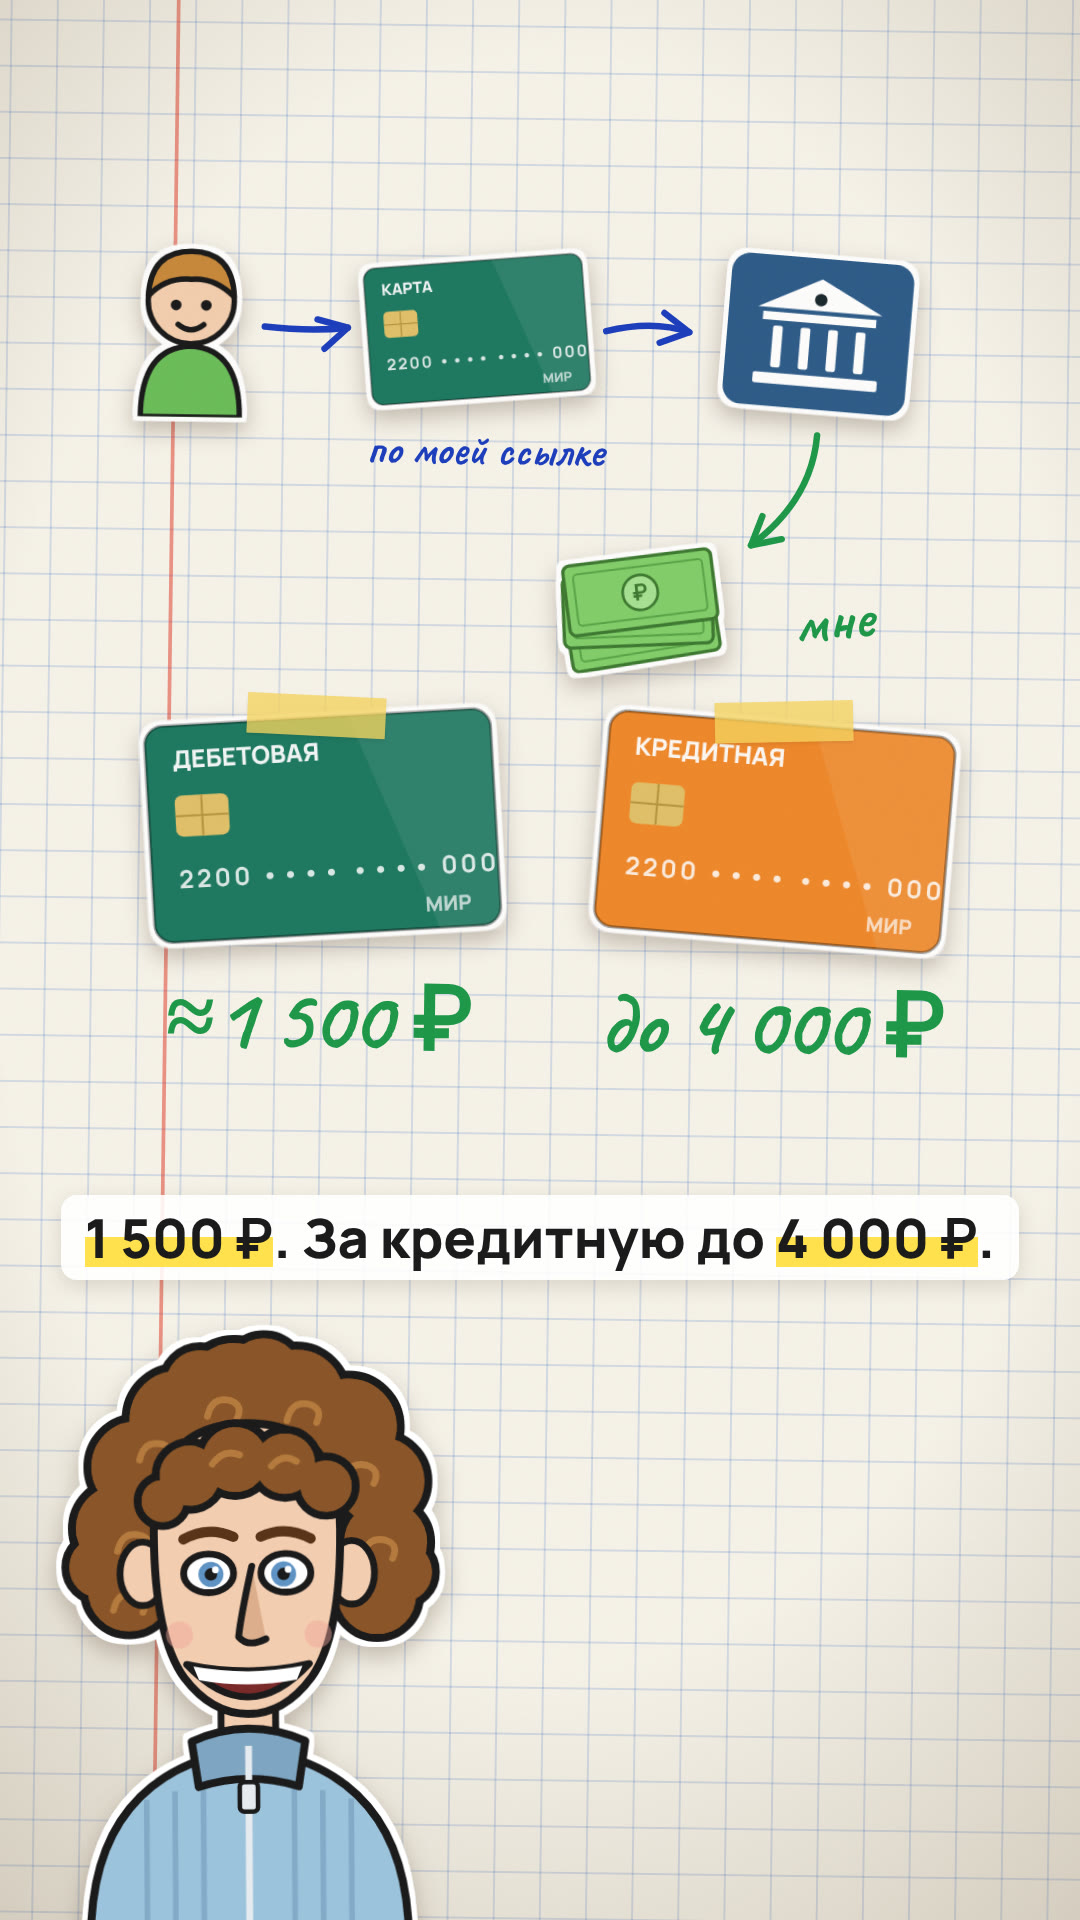 КАРТА
2200 •••• •••• 000
МИР
по моей ссылке
₽
мне
ДЕБЕТОВАЯ
2200 •••• •••• 000
МИР
КРЕДИТНАЯ
2200 •••• •••• 000
МИР
≈1 500 ₽
до 4 000 ₽
1 500 ₽. За кредитную до 4 000 ₽.